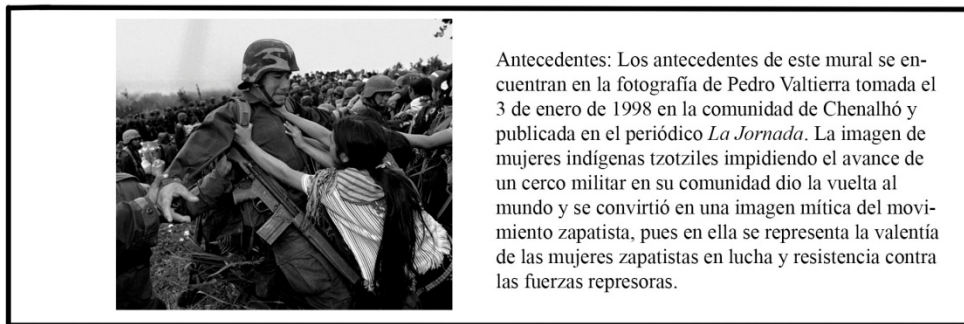 Antecedentes: Los antecedentes de este mural se en-
cuentran en la fotografía de Pedro Valtierra tomada el
3 de enero de 1998 en la comunidad de Chenalhó y
publicada en el periódico La Jornada. La imagen de
mujeres indígenas tzotziles impidiendo el avance de
un cerco militar en su comunidad dio la vuelta al
mundo y se convirtió en una imagen mítica del movi-
miento zapatista, pues en ella se representa la valentía
de las mujeres zapatistas en lucha y resistencia contra
las fuerzas represoras.